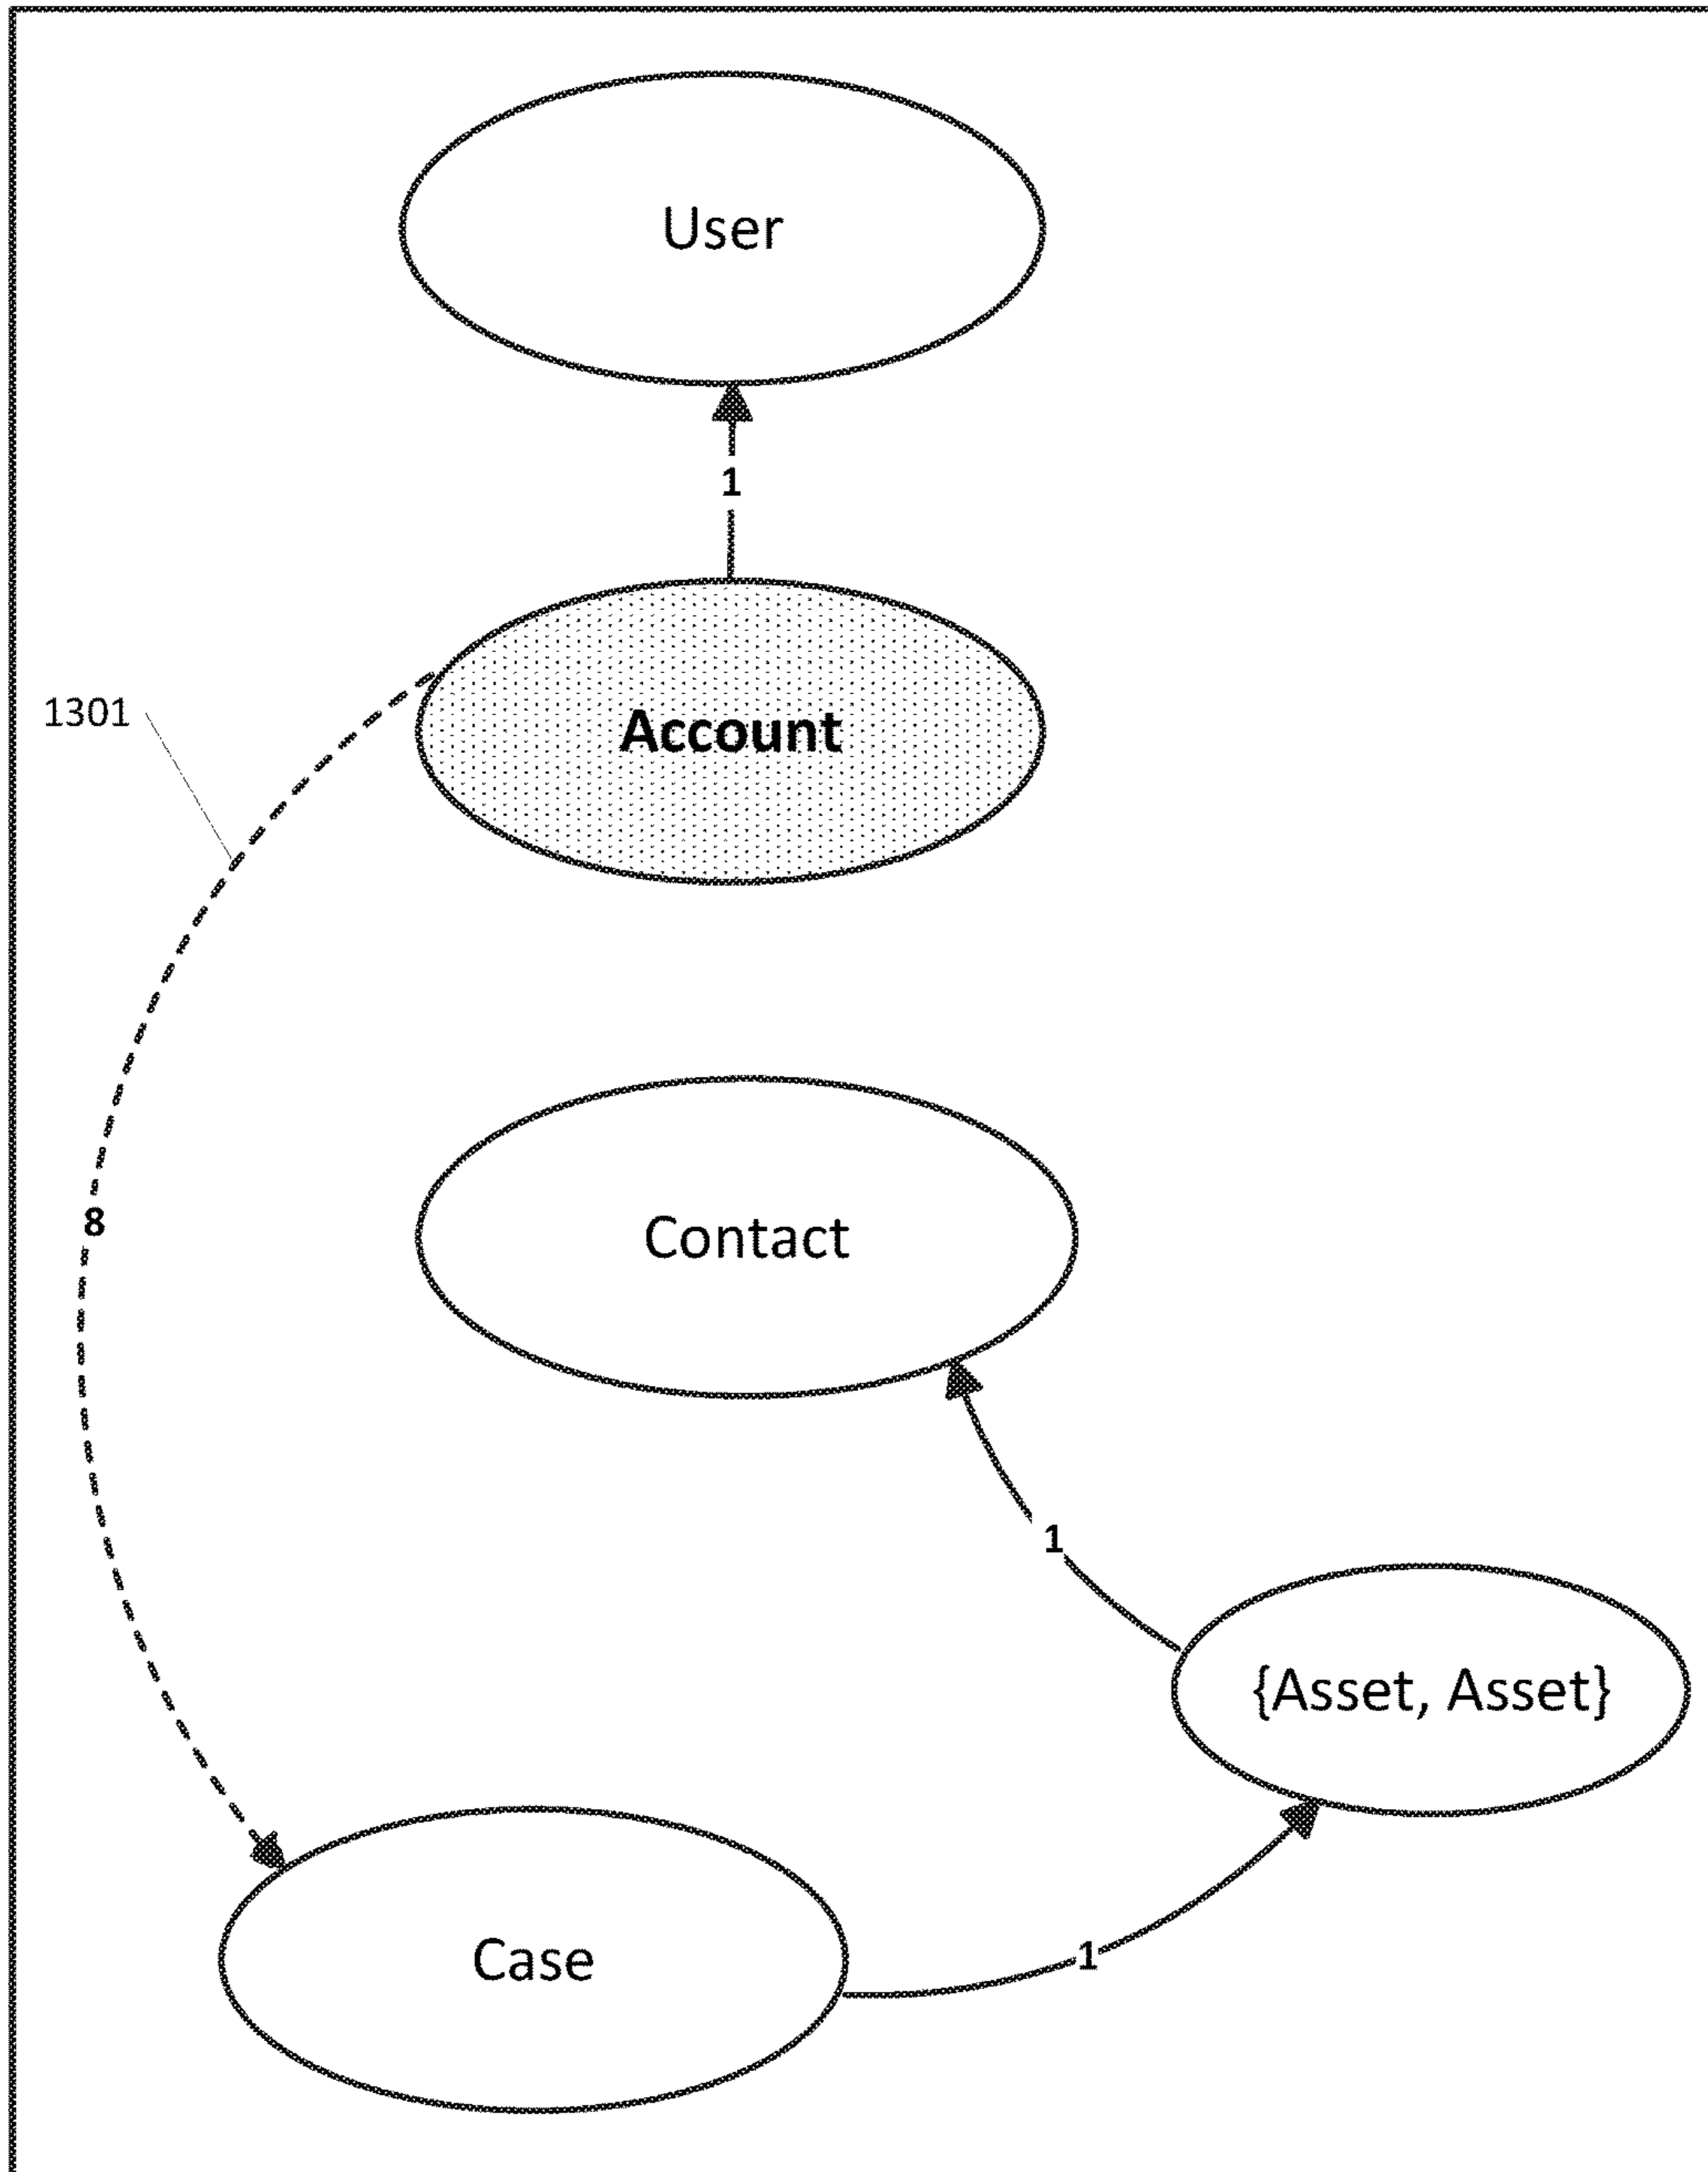 User
1
1301
Account
8
Contact
1
{Asset, Asset}
Case
1